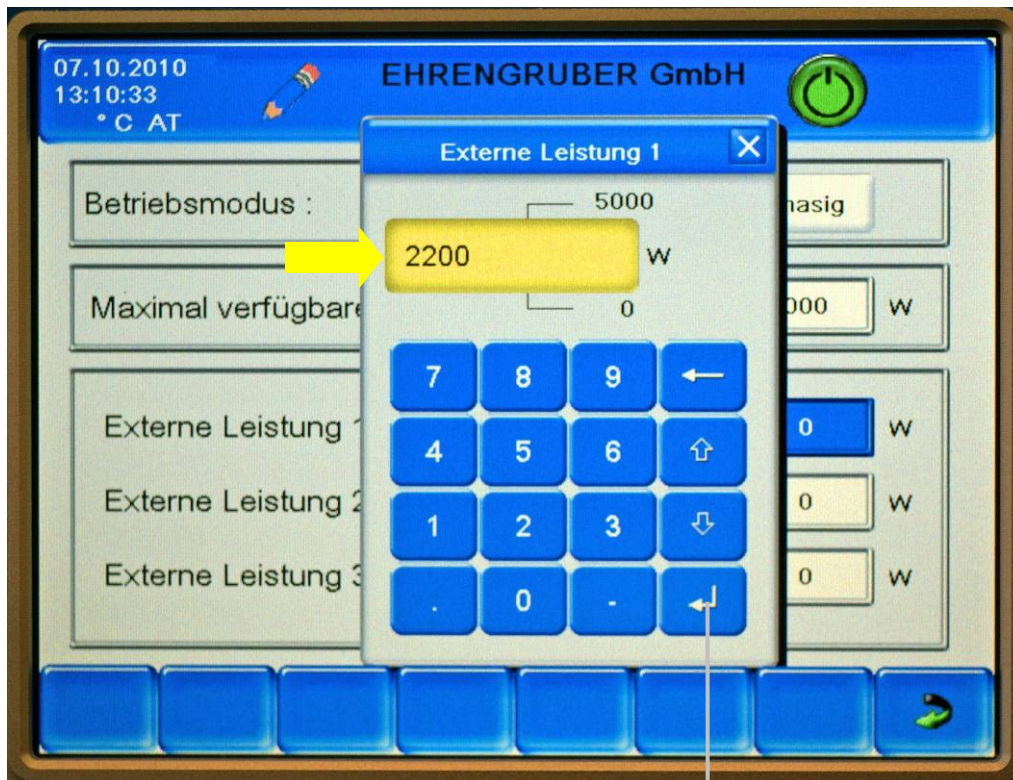 07.10.2010
13:10:33
°C AT
EHRENGRUBER GmbH
Externe Leistung 1
Betriebsmodus :
5000
2200
W
0
Maximal verfügbare
W
7 8 9
4 5 6
1 2 3
. 0 -
Externe Leistung 1
0 W
Externe Leistung 2
0 W
Externe Leistung 3
0 W